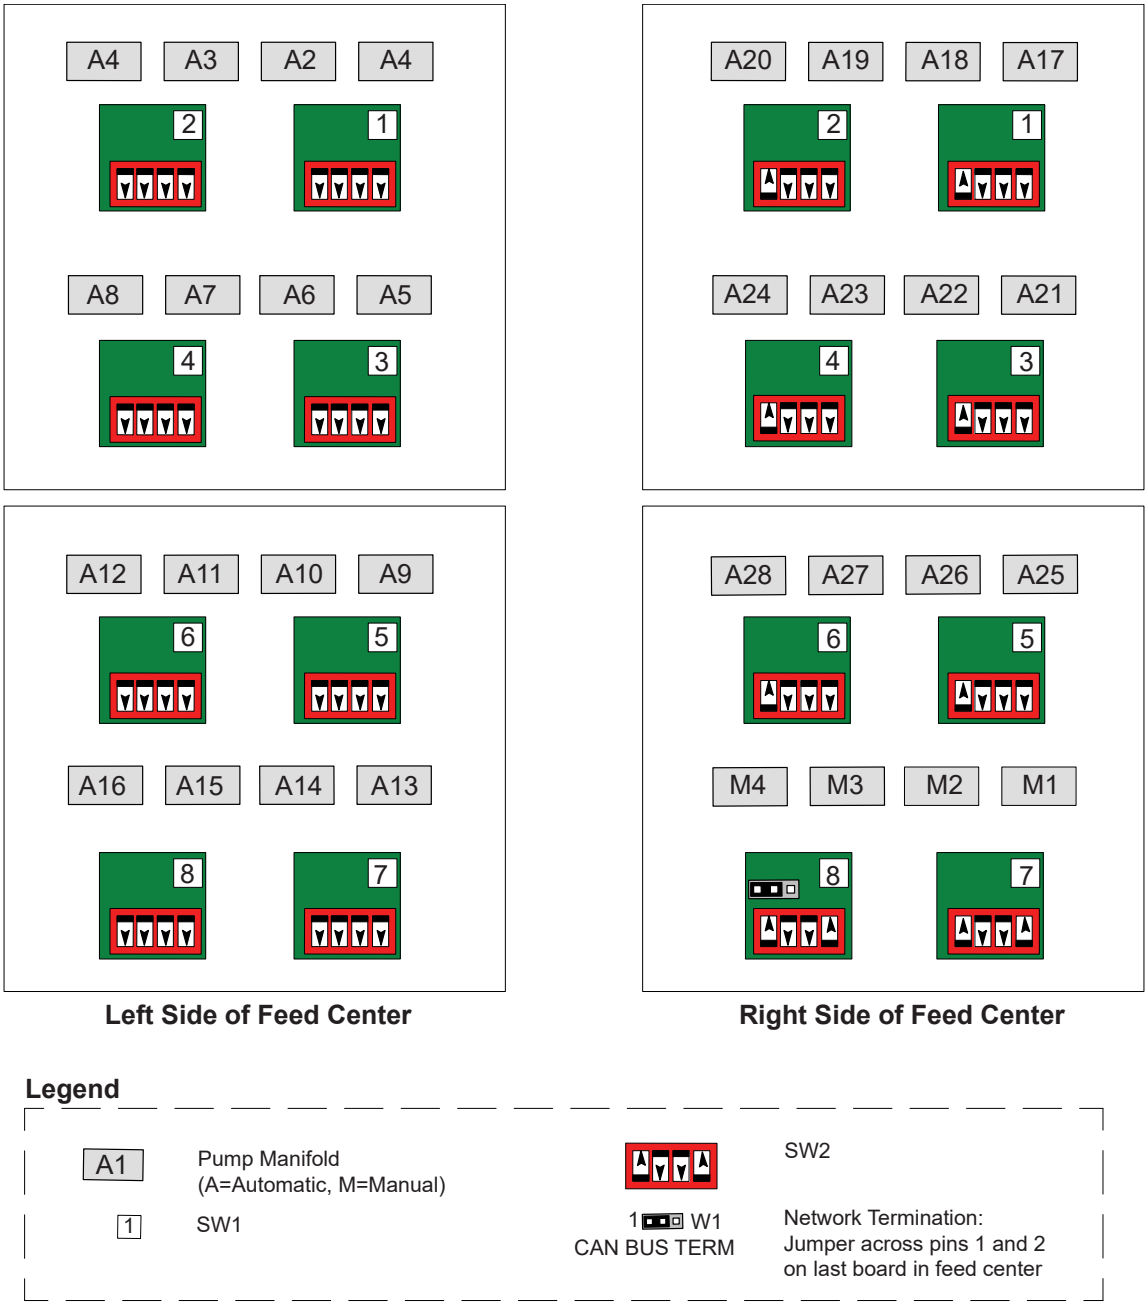 A4 A3 A2 A4
2 1
A8 A7 A6 A5
4 3
A20 A19 A18 A17
2 1
A24 A23 A22 A21
4 3
A12 A11 A10 A9
6 5
A16 A15 A14 A13
8 7
A28 A27 A26 A25
6 5
M4 M3 M2 M1
8 7
Left Side of Feed Center
Right Side of Feed Center
Legend
A1
Pump Manifold
(A=Automatic, M=Manual)
1
SW1
SW2
1 W1
CAN BUS TERM
Network Termination:
Jumper across pins 1 and 2
on last board in feed center